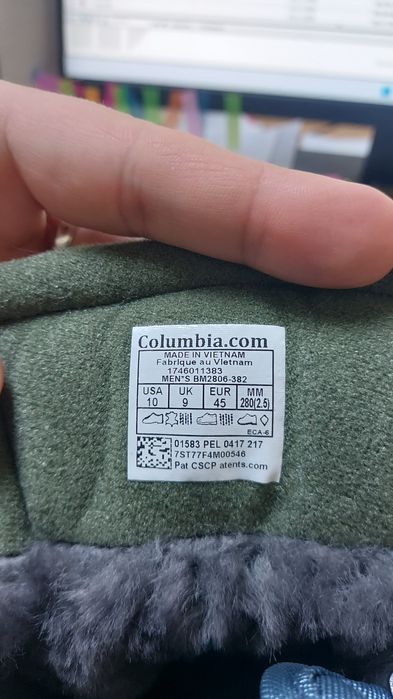 Columbia.com
MADE IN VIETNAM
Fabrique au Vietnam
1746011383
MEN'S BM2806-382
USA UK EUR MM
10 9 45 280(2.5)
ECA-6
01583 PEL 0417 217
7ST77F4M00546
Pat CSCP atents.com